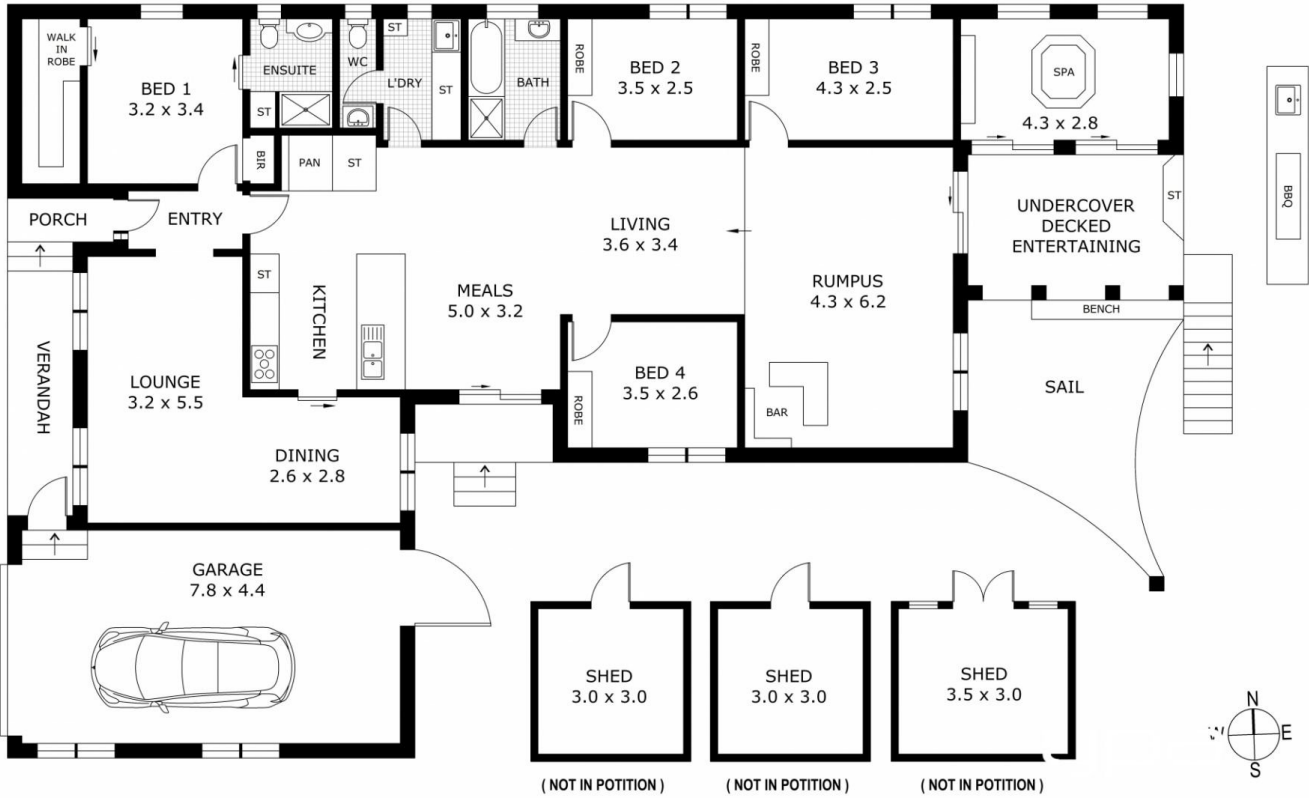 WALK
IN
ROBE
BED 1
3.2 x 3.4
ENSUITE
ST
WC
ST
L'DRY
ST
BATH
ROBE
BED 2
3.5 x 2.5
ROBE
BED 3
4.3 x 2.5
SPA
4.3 x 2.8
BIR
PAN
ST
PORCH
ENTRY
LIVING
3.6 x 3.4
UNDERCOVER
DECKED
ENTERTAINING
ST
BBQ
ST
KITCHEN
MEALS
5.0 x 3.2
RUMPUS
4.3 x 6.2
BENCH
VERANDAH
LOUNGE
3.2 x 5.5
BED 4
3.5 x 2.6
ROBE
BAR
SAIL
DINING
2.6 x 2.8
GARAGE
7.8 x 4.4
SHED
3.0 x 3.0
SHED
3.0 x 3.0
SHED
3.5 x 3.0
( NOT IN POTITION )
( NOT IN POTITION )
( NOT IN POTITION )
N
E
S